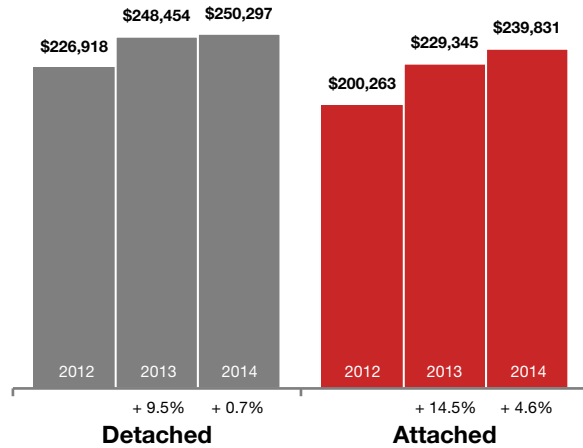 $226,918
$248,454
$250,297
$200,263
$229,345
$239,831
2012 2013 2014 2012 2013 2014
+ 9.5% + 0.7% + 14.5% + 4.6%
Detached Attached